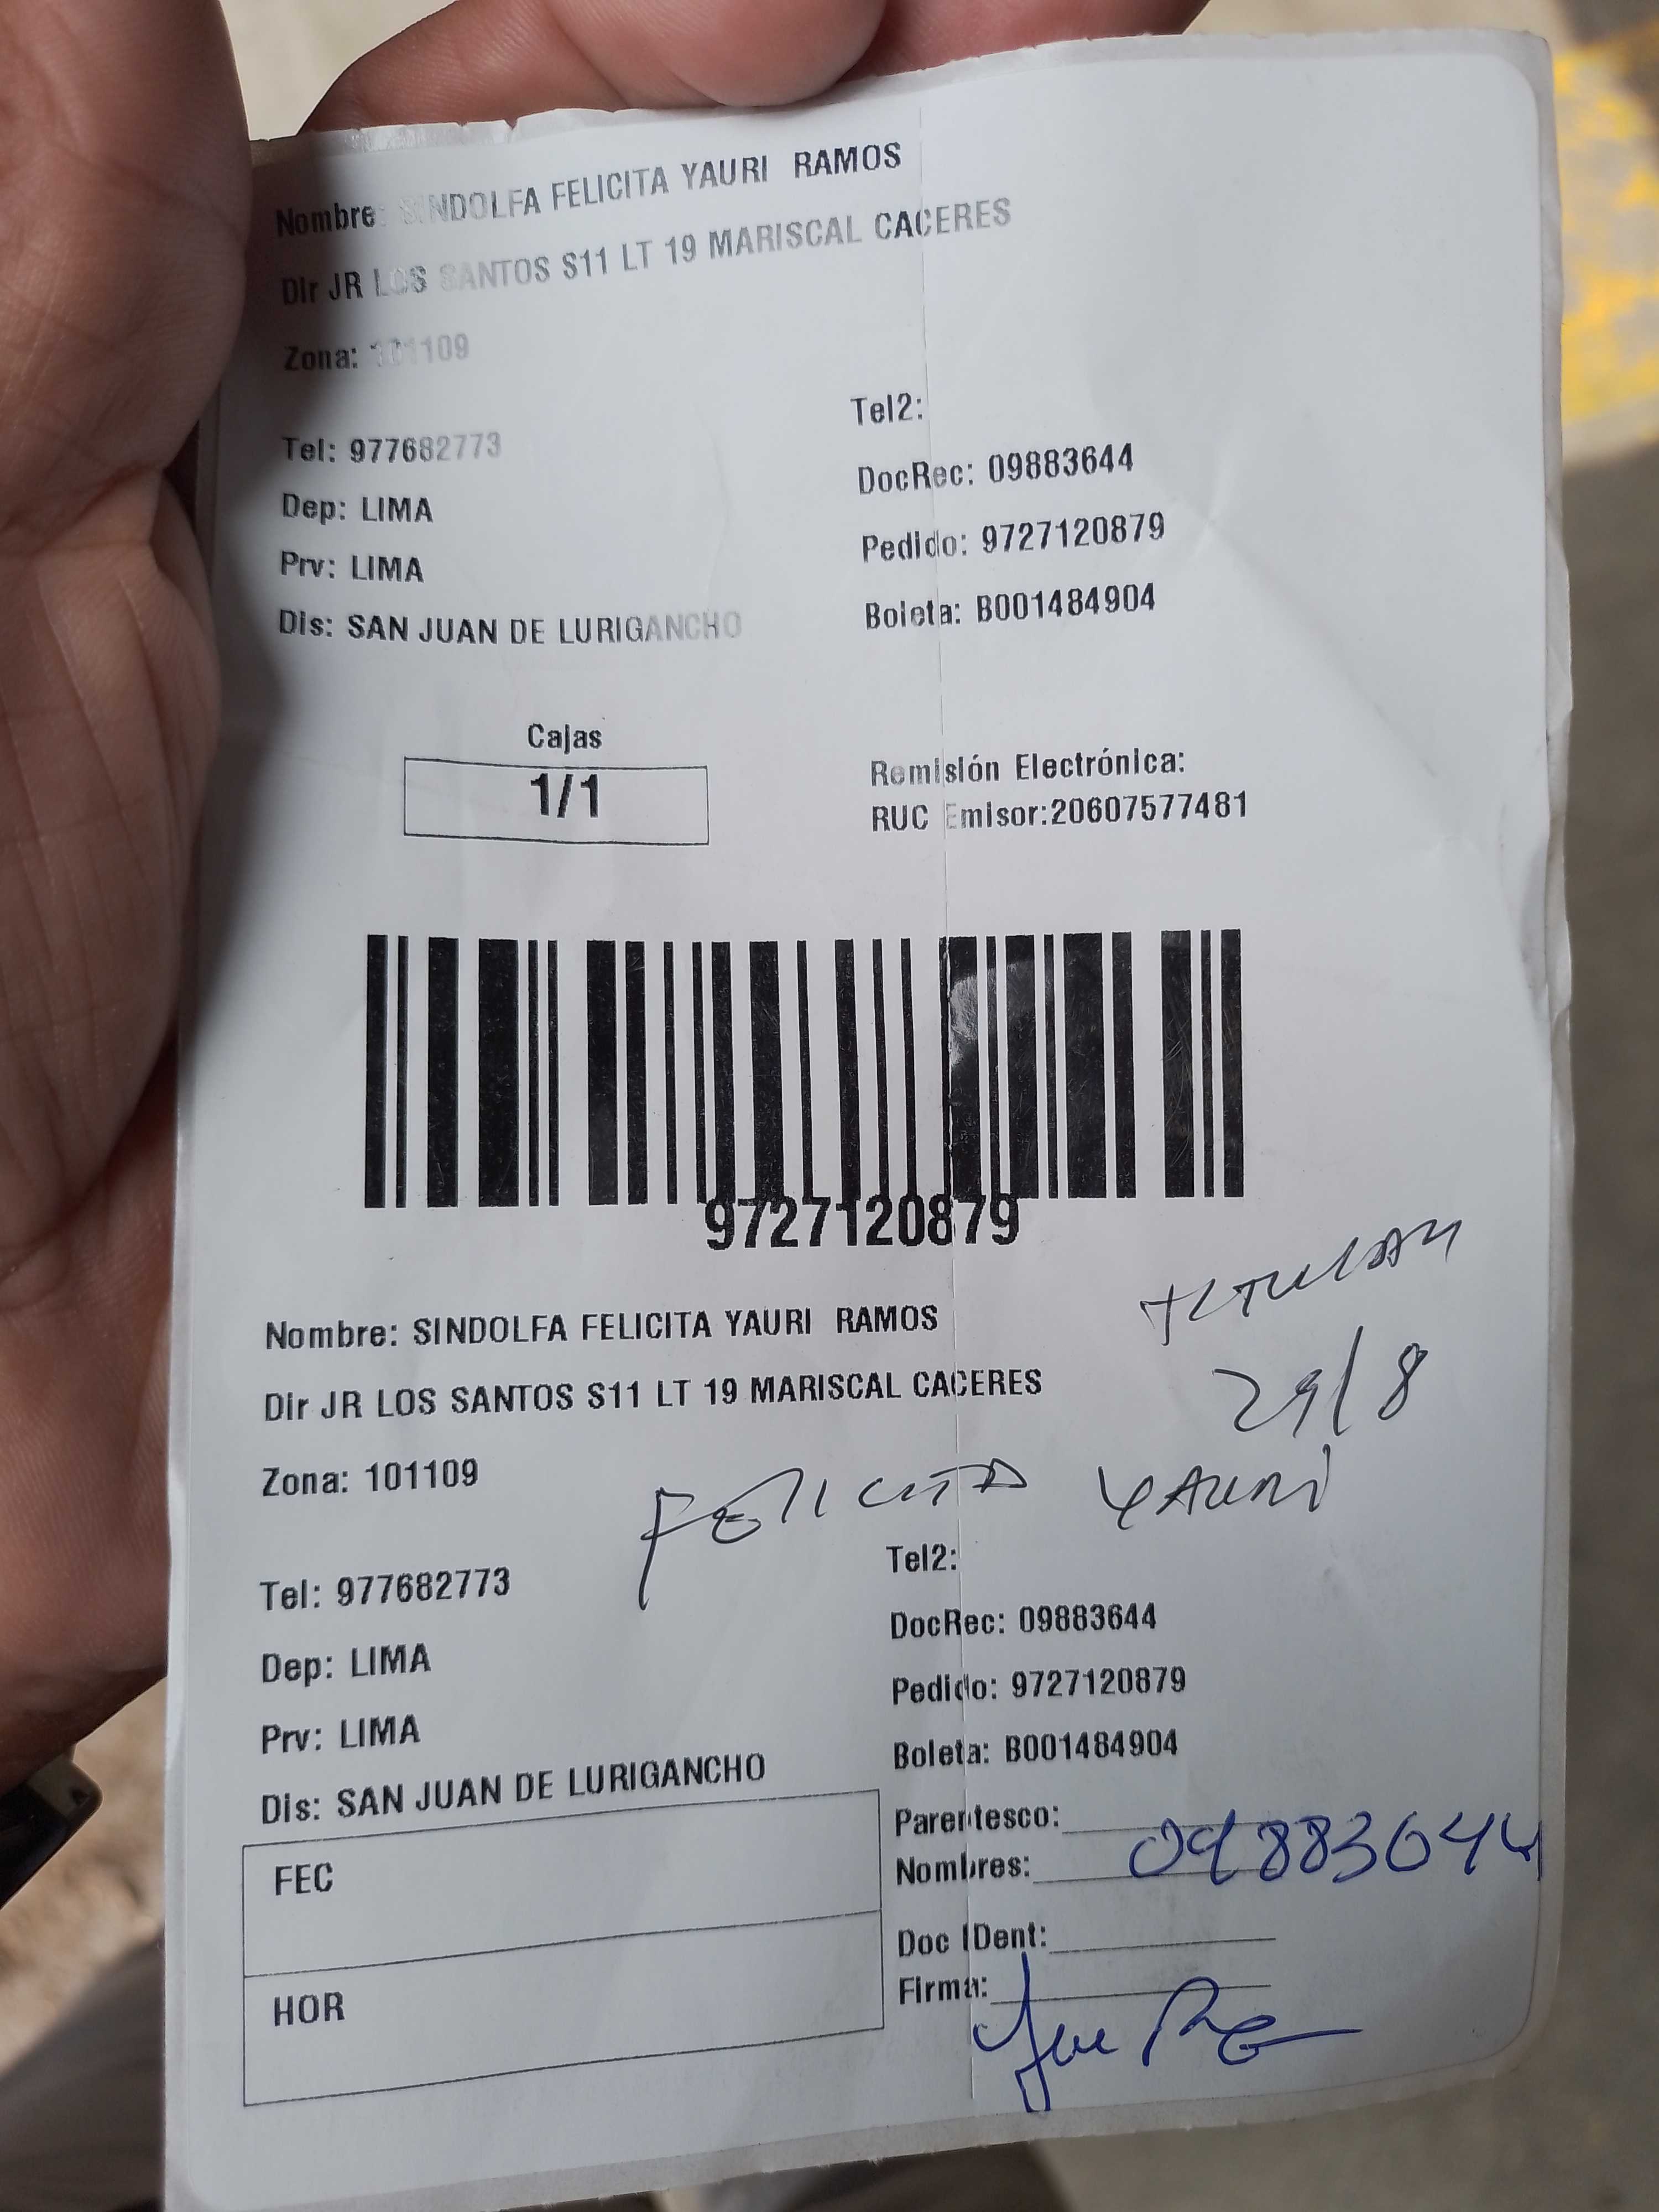 Nombre: SINDOLFA FELICITA YAURI RAMOS
Dir JR LOS SANTOS S11 LT 19 MARISCAL CACERES
Zona: 101109
Tel: 977682773
Tel2:
Dep: LIMA
DocRec: 09883644
Prv: LIMA
Pedido: 9727120879
Dis: SAN JUAN DE LURIGANCHO
Boleta: B001484904
Cajas
1/1
Remisión Electrónica:
RUC Emisor:20607577481
9727120879
TITULAR
29/8
Nombre: SINDOLFA FELICITA YAURI RAMOS
Dir JR LOS SANTOS S11 LT 19 MARISCAL CACERES
Zona: 101109
FELICITA YAURI
Tel: 977682773
Tel2:
Dep: LIMA
DocRec: 09883644
Prv: LIMA
Pedido: 9727120879
Dis: SAN JUAN DE LURIGANCHO
Boleta: B001484904
FEC
HOR
Parentesco:
Nombres: 09883644
Doc IDent:
Firma: